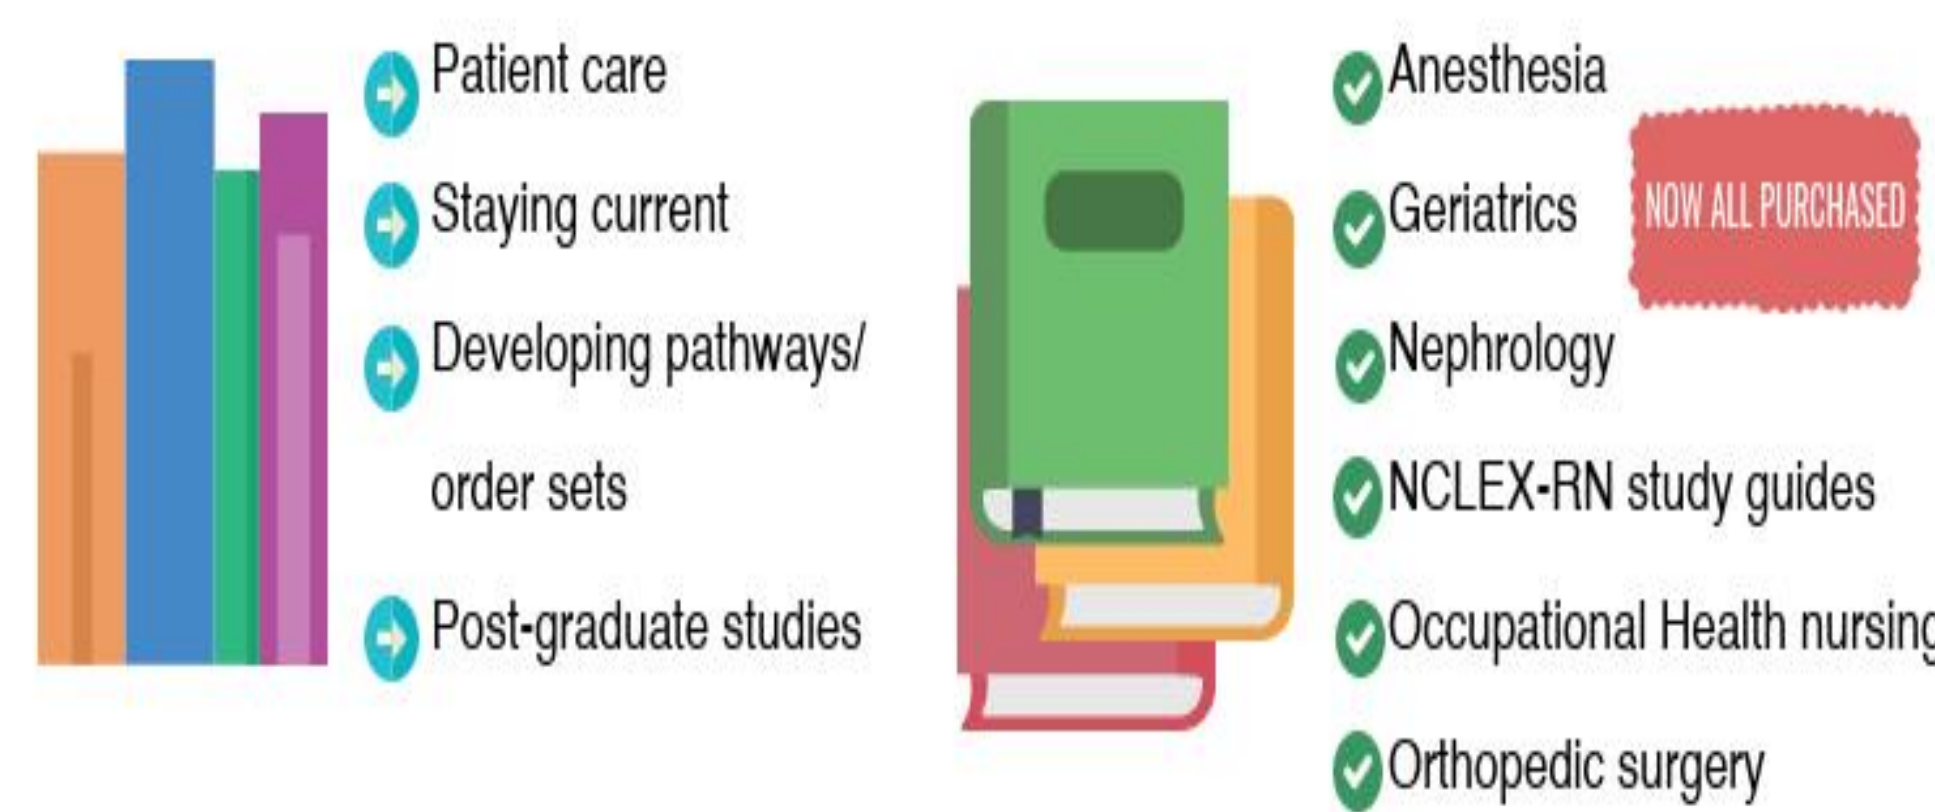 Patient care
Staying current
Developing pathways/
order sets
Post-graduate studies
Anesthesia
Geriatrics
NOW ALL PURCHASED
Nephrology
NCLEX-RN study guides
Occupational Health nursing
Orthopedic surgery